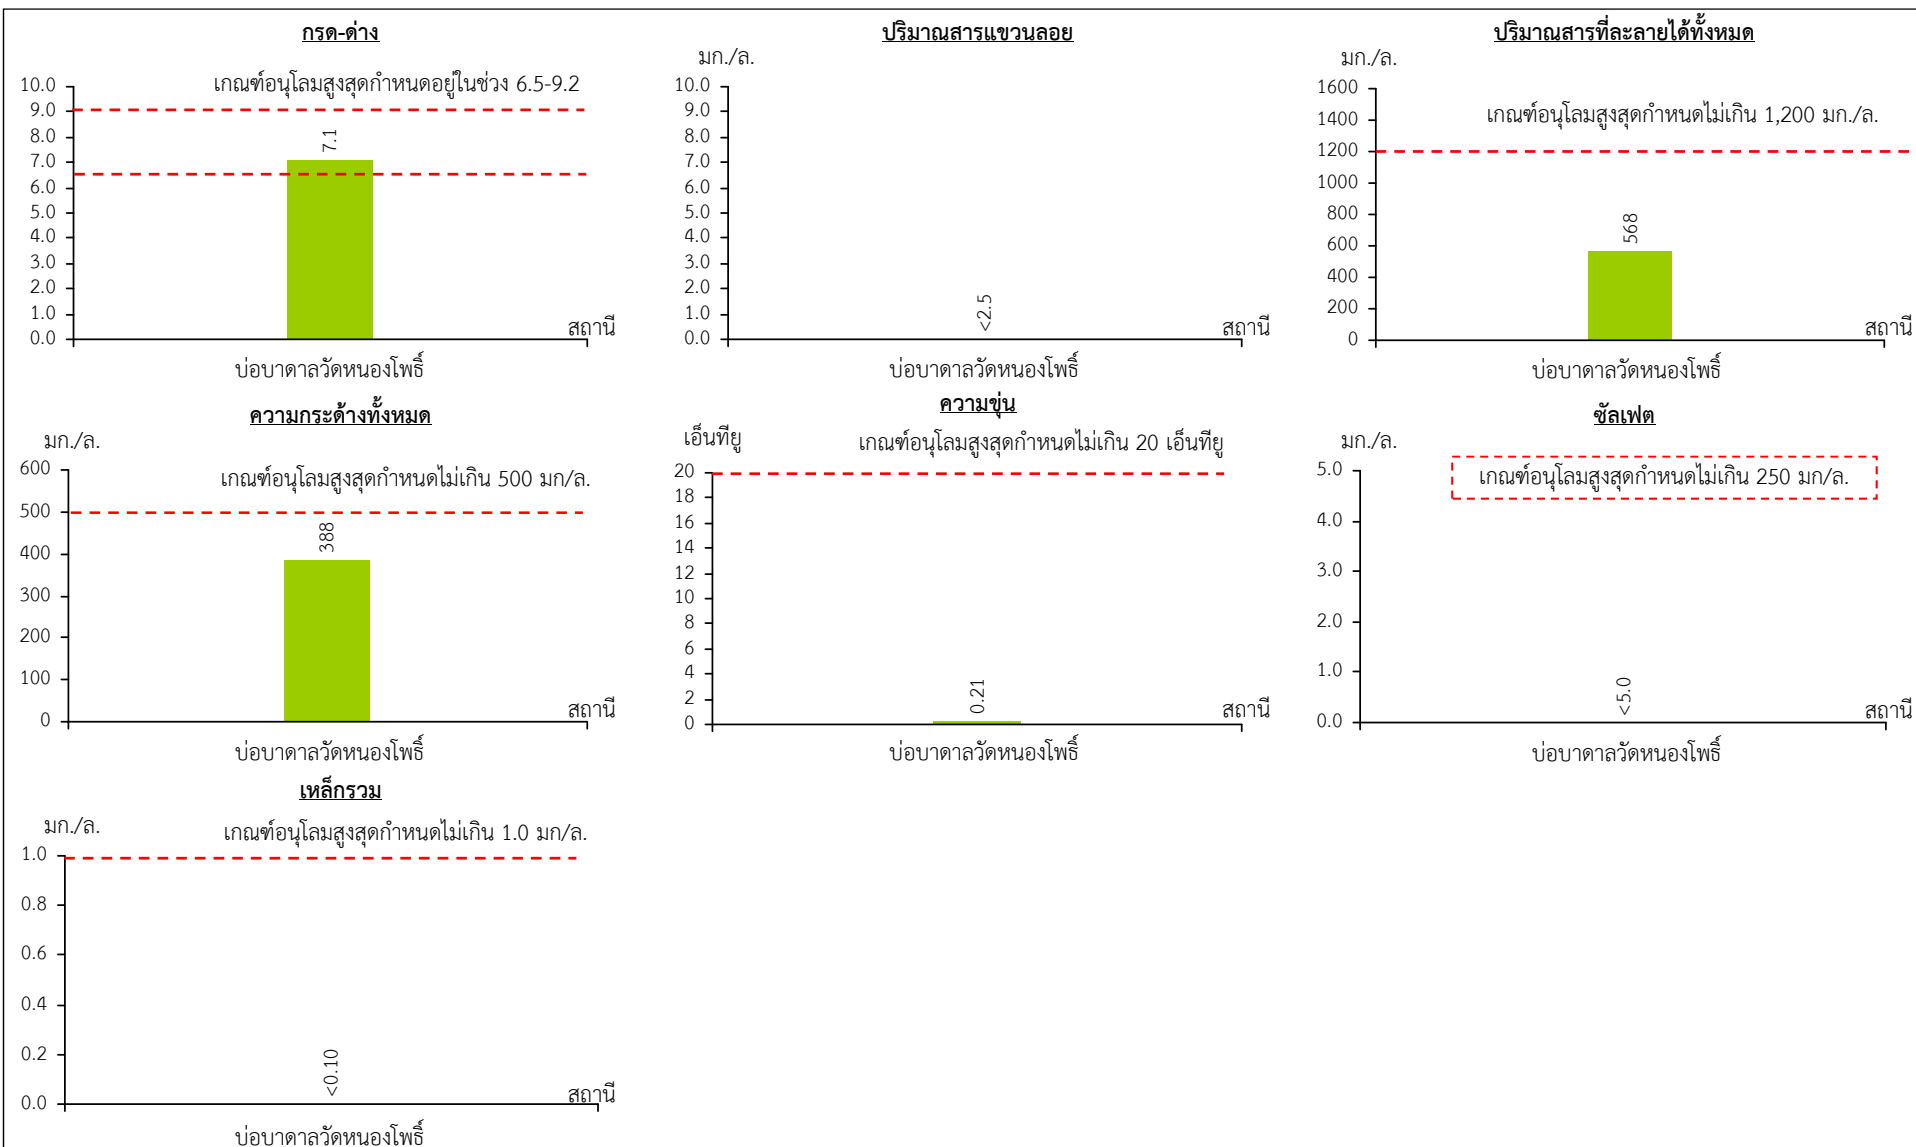 กรด-ด่าง
เกณฑ์อนุโลมสูงสุดกำหนดอยู่ในช่วง 6.5-9.2
10.0
9.0
8.0
7.0
6.0
5.0
4.0
3.0
2.0
1.0
0.0
7.1
สถานี
บ่อบาดาลวัดหนองโพธิ์
ปริมาณสารแขวนลอย
มก./ล.
10.0
9.0
8.0
7.0
6.0
5.0
4.0
3.0
2.0
1.0
0.0
<2.5
สถานี
บ่อบาดาลวัดหนองโพธิ์
ปริมาณสารที่ละลายได้ทั้งหมด
มก./ล.
เกณฑ์อนุโลมสูงสุดกำหนดไม่เกิน 1,200 มก./ล.
1600
1400
1200
1000
800
600
400
200
0
568
สถานี
บ่อบาดาลวัดหนองโพธิ์
ความกระด้างทั้งหมด
มก./ล.
เกณฑ์อนุโลมสูงสุดกำหนดไม่เกิน 500 มก/ล.
600
500
400
300
200
100
0
388
สถานี
บ่อบาดาลวัดหนองโพธิ์
ความขุ่น
เอ็นทียู
เกณฑ์อนุโลมสูงสุดกำหนดไม่เกิน 20 เอ็นทียู
20
18
16
14
12
10
8
6
4
2
0
0.21
สถานี
บ่อบาดาลวัดหนองโพธิ์
ซัลเฟต
มก./ล.
เกณฑ์อนุโลมสูงสุดกำหนดไม่เกิน 250 มก/ล.
5.0
4.0
3.0
2.0
1.0
0.0
<5.0
สถานี
บ่อบาดาลวัดหนองโพธิ์
เหล็กรวม
มก./ล.
เกณฑ์อนุโลมสูงสุดกำหนดไม่เกิน 1.0 มก/ล.
1.0
0.8
0.6
0.4
0.2
0.0
<0.10
สถานี
บ่อบาดาลวัดหนองโพธิ์